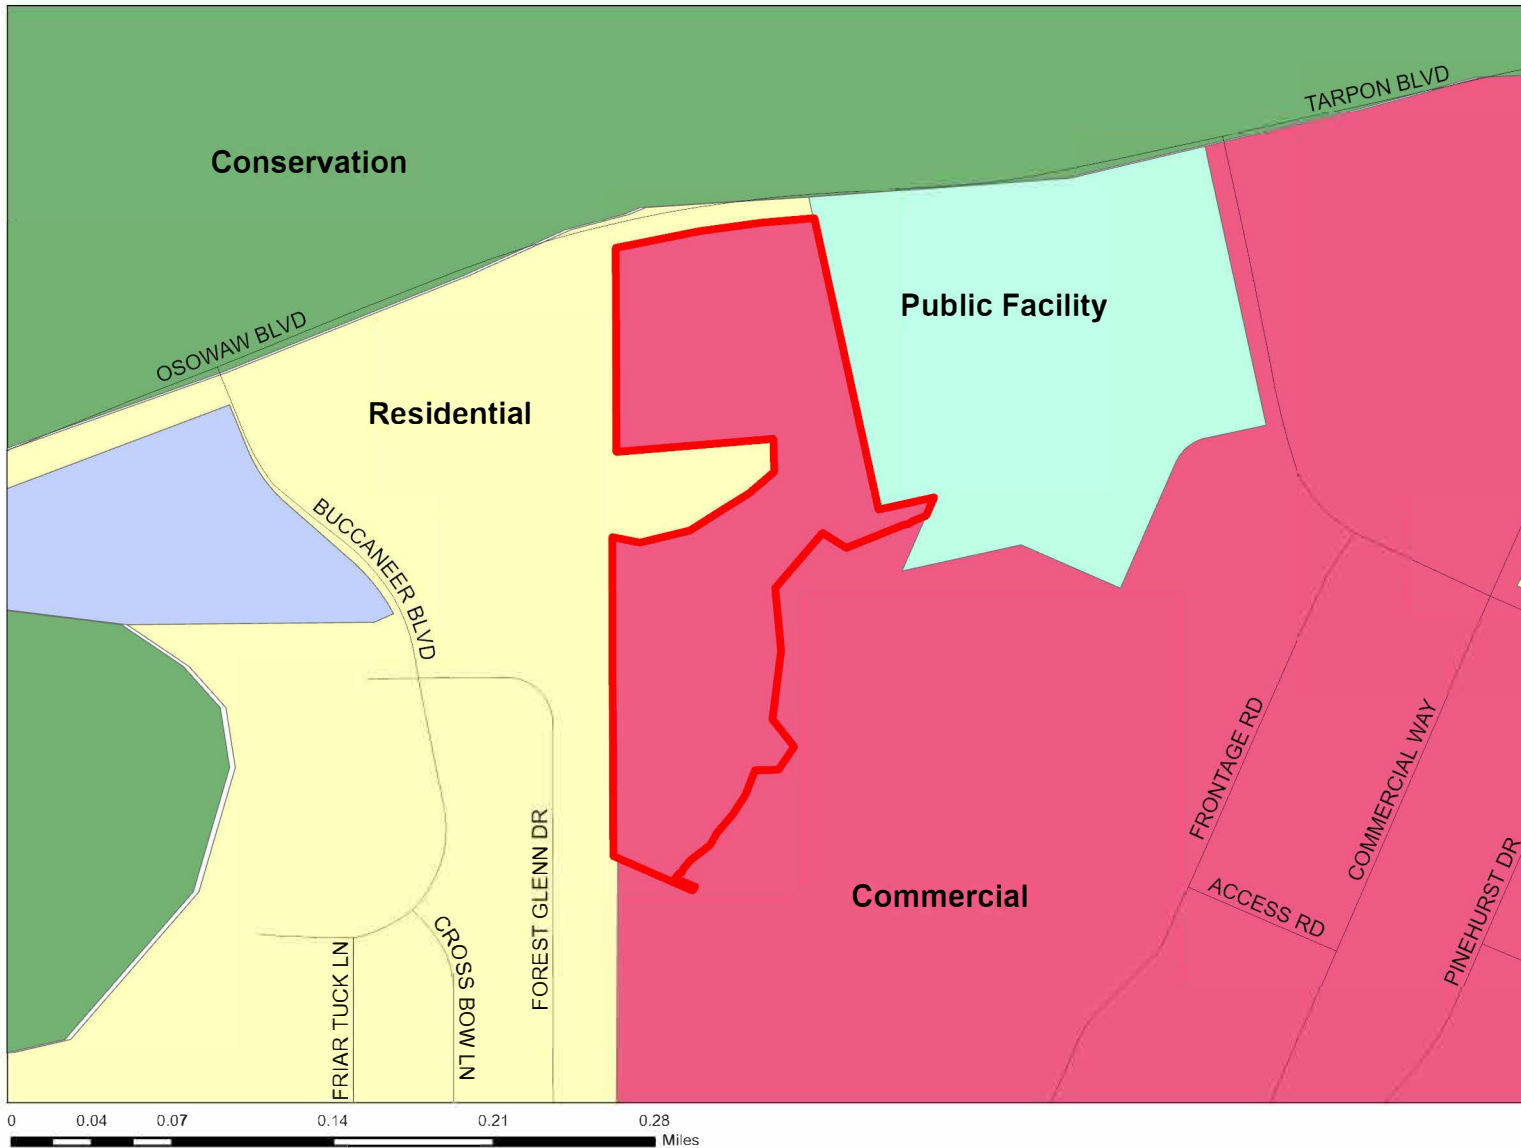 TARPON BLVD
Conservation
Public Facility
OSOWAW BLVD
Residential
BUCCANEER BLVD
FRONTAGE RD
COMMERCIAL WAY
FOREST GLENN DR
PINEHURST DR
Commercial
ACCESS RD
CROSS BOW LN
FRIAR TUCK LN
0 0.04 0.07 0.14 0.21 0.28
Miles